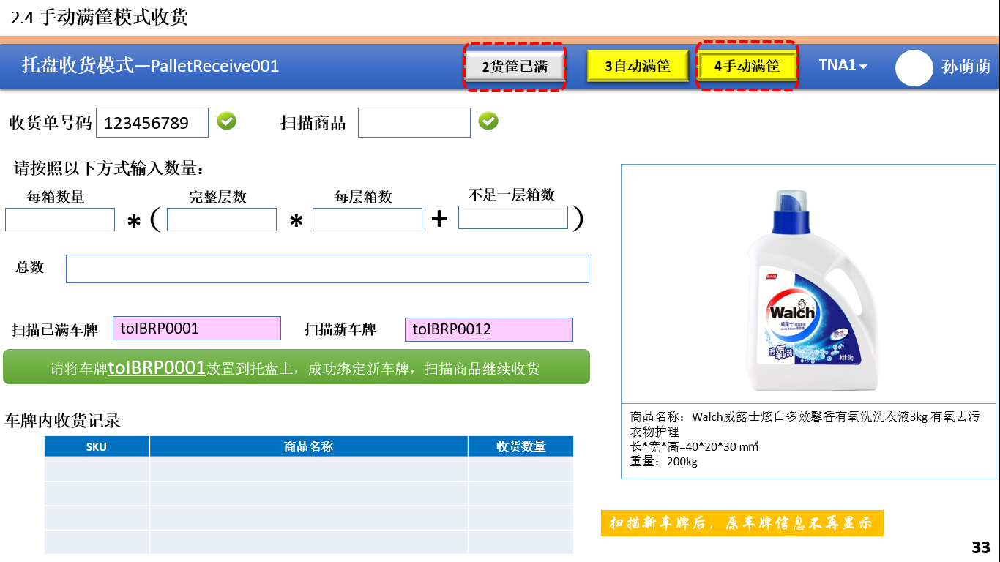 2.4 手动满筐模式收货
托盘收货模式—PalletReceive001
2货筐已满
3自动满筐
4手动满筐
TNA1
孙萌萌
收货单号码
123456789
扫描商品
请按照以下方式输入数量：
每箱数量
完整层数
每层箱数
不足一层箱数
* ( * + )
总数
扫描已满车牌
tolBRP0001
扫描新车牌
tolBRP0012
请将车牌tolBRP0001放置到托盘上，成功绑定新车牌，扫描商品继续收货
车牌内收货记录
SKU
商品名称
收货数量
Walch
威露士
有氧洗
净含量:3kg
商品名称：Walch威露士炫白多效馨香有氧洗洗衣液3kg 有氧去污
衣物护理
长*宽*高=40*20*30 m㎡
重量：200kg
扫描新车牌后，原车牌信息不再显示
33